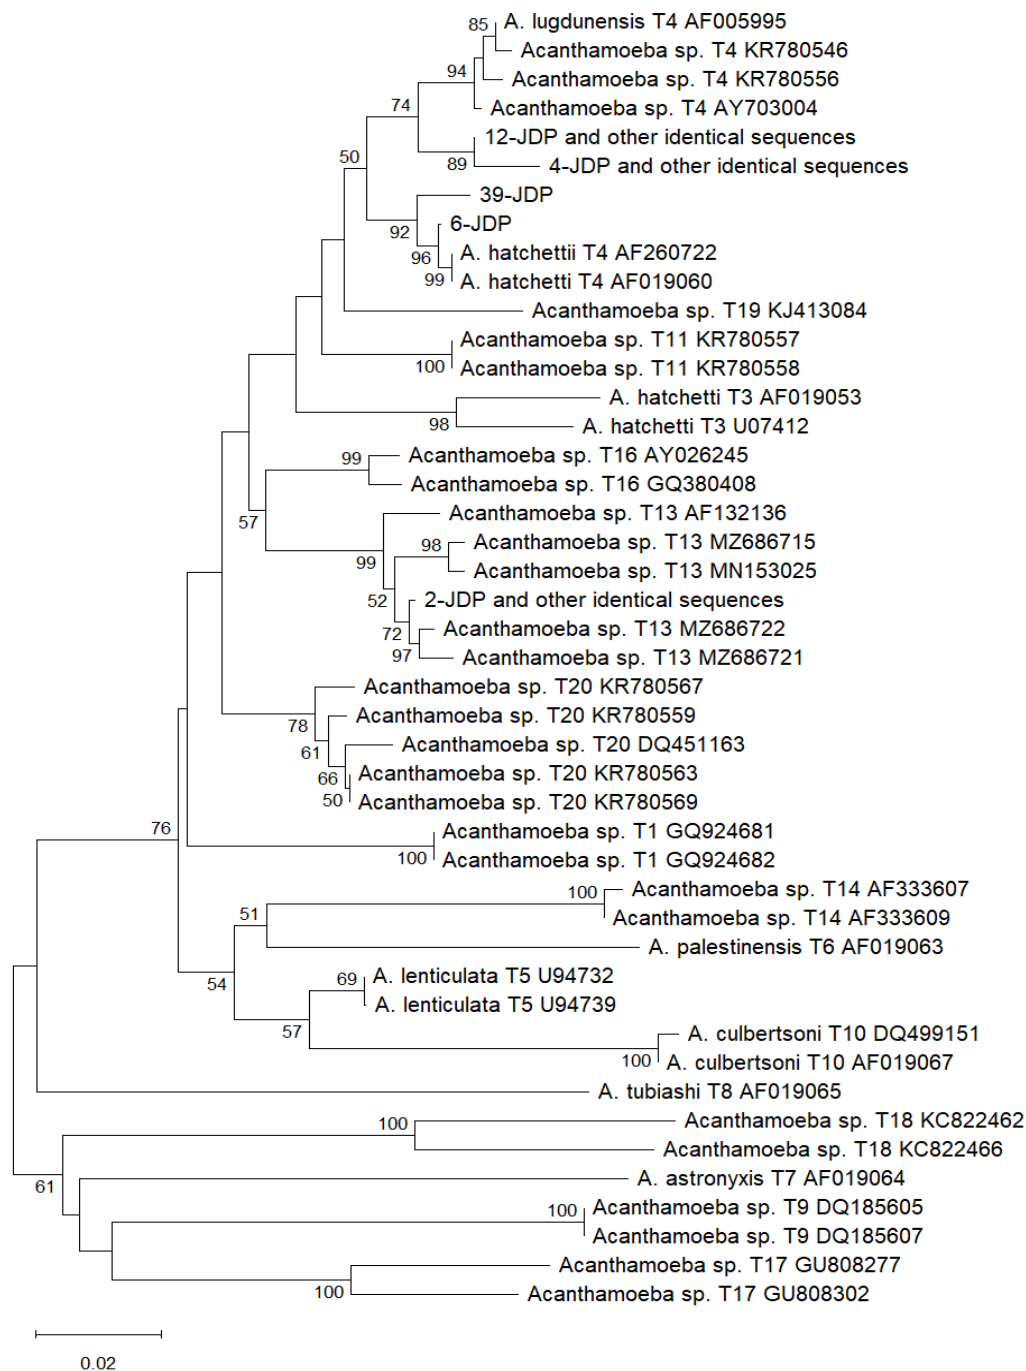 85 A. lugdunensis T4 AF005995
Acanthamoeba sp. T4 KR780546
94 Acanthamoeba sp. T4 KR780556
74 Acanthamoeba sp. T4 AY703004
12-JDP and other identical sequences
50 89 4-JDP and other identical sequences
39-JDP
92 6-JDP
96 A. hatchettii T4 AF260722
99 A. hatchetti T4 AF019060
Acanthamoeba sp. T19 KJ413084
Acanthamoeba sp. T11 KR780557
100 Acanthamoeba sp. T11 KR780558
A. hatchetti T3 AF019053
98 A. hatchetti T3 U07412
99 Acanthamoeba sp. T16 AY026245
Acanthamoeba sp. T16 GQ380408
57 Acanthamoeba sp. T13 AF132136
98 Acanthamoeba sp. T13 MZ686715
99 Acanthamoeba sp. T13 MN153025
52 2-JDP and other identical sequences
72 Acanthamoeba sp. T13 MZ686722
97 Acanthamoeba sp. T13 MZ686721
Acanthamoeba sp. T20 KR780567
78 Acanthamoeba sp. T20 KR780559
61 Acanthamoeba sp. T20 DQ451163
66 Acanthamoeba sp. T20 KR780563
50 Acanthamoeba sp. T20 KR780569
76 Acanthamoeba sp. T1 GQ924681
100 Acanthamoeba sp. T1 GQ924682
100 Acanthamoeba sp. T14 AF333607
51 Acanthamoeba sp. T14 AF333609
A. palestinensis T6 AF019063
54 69 A. lenticulata T5 U94732
A. lenticulata T5 U94739
57 A. culbertsoni T10 DQ499151
100 A. culbertsoni T10 AF019067
A. tubiashi T8 AF019065
100 Acanthamoeba sp. T18 KC822462
Acanthamoeba sp. T18 KC822466
61 A. astronyxis T7 AF019064
100 Acanthamoeba sp. T9 DQ185605
Acanthamoeba sp. T9 DQ185607
Acanthamoeba sp. T17 GU808277
100 Acanthamoeba sp. T17 GU808302
0.02